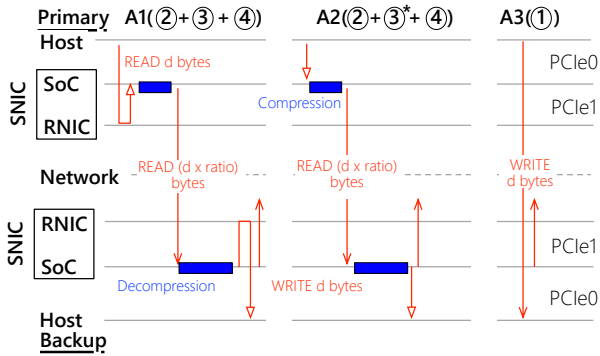 Primary A1(②+③+④) A2(②+③*+④) A3(①)
Host
READ d bytes
PCIe0
SNIC
SoC
Compression
PCIe1
RNIC
READ (d x ratio)
bytes
READ (d x ratio)
bytes
WRITE
d bytes
Network
SNIC
RNIC
PCIe1
SoC
Decompression
WRITE d bytes
PCIe0
Host
Backup